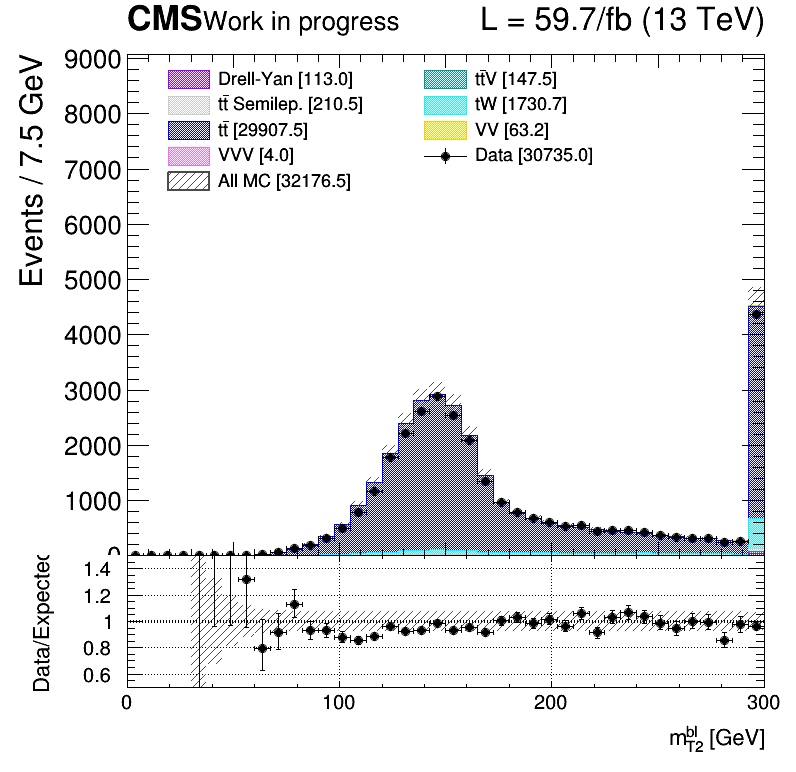 CMS Work in progress L = 59.7/fb (13 TeV)
Events / 7.5 GeV
9000
8000
7000
6000
5000
4000
3000
2000
1000
0
Drell-Yan [113.0]
tt̄ Semilep. [210.5]
tt̄ [29907.5]
VVV [4.0]
All MC [32176.5]
tt̄V [147.5]
tW [1730.7]
VV [63.2]
Data [30735.0]
Data/Expected
1.4
1.2
1
0.8
0.6
0 100 200 300
m_T2^bl [GeV]